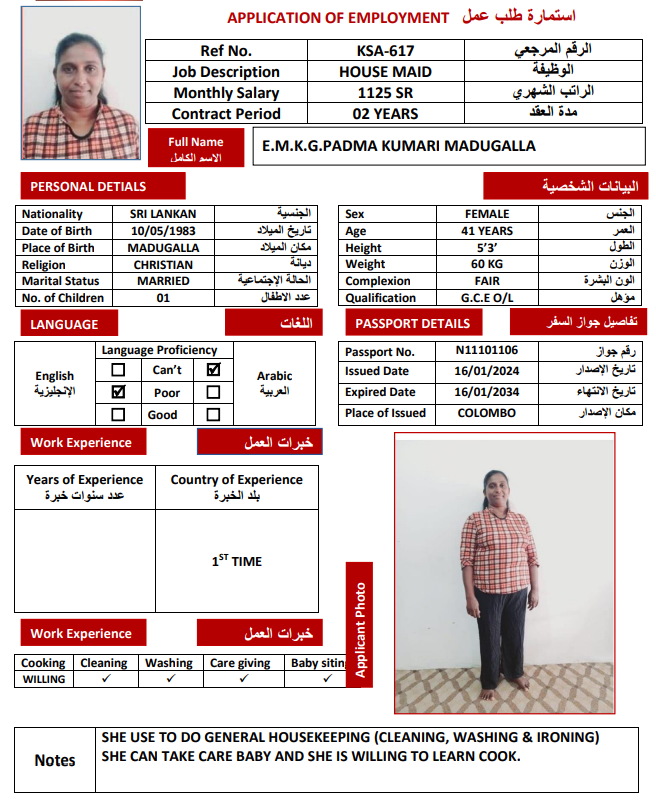 APPLICATION OF EMPLOYMENT استمارة طلب عمل
Ref No. KSA-617 الرقم المرجعي
Job Description HOUSE MAID الوظيفة
Monthly Salary 1125 SR الراتب الشهري
Contract Period 02 YEARS مدة العقد
Full Name E.M.K.G.PADMA KUMARI MADUGALLA
الاسم الكامل
PERSONAL DETIALS البيانات الشخصية
Nationality SRI LANKAN الجنسية
Date of Birth 10/05/1983 تاريخ الميلاد
Place of Birth MADUGALLA مكان الميلاد
Religion CHRISTIAN ديانة
Marital Status MARRIED الحالة الإجتماعية
No. of Children 01 عدد الاطفال
Sex FEMALE الجنس
Age 41 YEARS العمر
Height 5'3' الطول
Weight 60 KG الوزن
Complexion FAIR الون البشرة
Qualification G.C.E O/L مؤهل
LANGUAGE اللغات
Language Proficiency
English Can't Arabic
الإنجليزية Poor العربية
Good
PASSPORT DETAILS تفاصيل جواز السفر
Passport No. N11101106 رقم جواز
Issued Date 16/01/2024 تاريخ الإصدار
Expired Date 16/01/2034 تاريخ الانتهاء
Place of Issued COLOMBO مكان الإصدار
Work Experience خبرات العمل
Years of Experience Country of Experience
عدد سنوات خبرة بلد الخبرة
1ST TIME
Work Experience خبرات العمل
Cooking Cleaning Washing Care giving Baby siting
WILLING ✓ ✓ ✓ ✓
Applicant Photo
Notes SHE USE TO DO GENERAL HOUSEKEEPING (CLEANING, WASHING & IRONING)
SHE CAN TAKE CARE BABY AND SHE IS WILLING TO LEARN COOK.